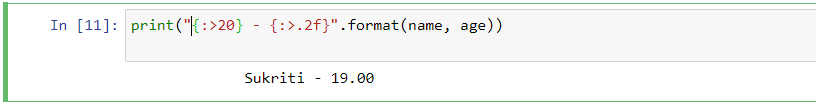 In [11]: print("{:>20} - {:>.2f}".format(name, age))
Sukriti - 19.00